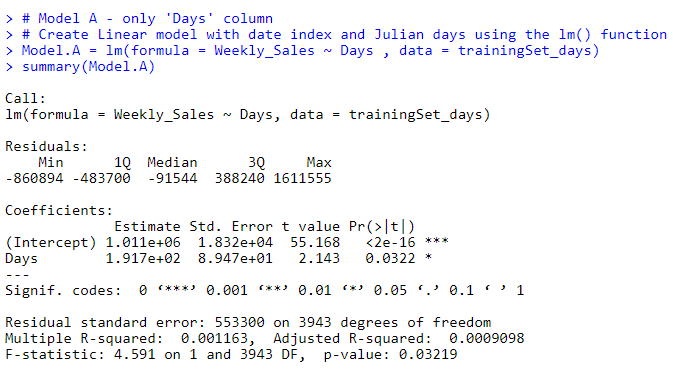 > # Model A - only 'Days' column
> # Create Linear model with date index and Julian days using the lm() function
> Model.A = lm(formula = Weekly_Sales ~ Days , data = trainingSet_days)
> summary(Model.A)

Call:
lm(formula = Weekly_Sales ~ Days, data = trainingSet_days)

Residuals:
    Min      1Q  Median      3Q     Max
-860894 -483700  -91544  388240 1611555

Coefficients:
             Estimate Std. Error t value Pr(>|t|)
(Intercept) 1.011e+06  1.832e+04  55.168   <2e-16 ***
Days        1.917e+02  8.947e+01   2.143   0.0322 *
---
Signif. codes:  0 ‘***’ 0.001 ‘**’ 0.01 ‘*’ 0.05 ‘.’ 0.1 ‘ ’ 1

Residual standard error: 553300 on 3943 degrees of freedom
Multiple R-squared:  0.001163,  Adjusted R-squared:  0.0009098
F-statistic: 4.591 on 1 and 3943 DF,  p-value: 0.03219